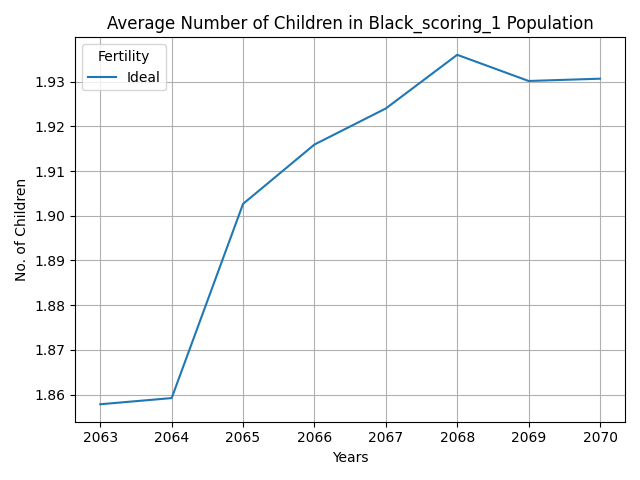 Average Number of Children in Black_scoring_1 Population
Fertility
Ideal
No. of Children
1.93
1.92
1.91
1.90
1.89
1.88
1.87
1.86
2063 2064 2065 2066 2067 2068 2069 2070
Years